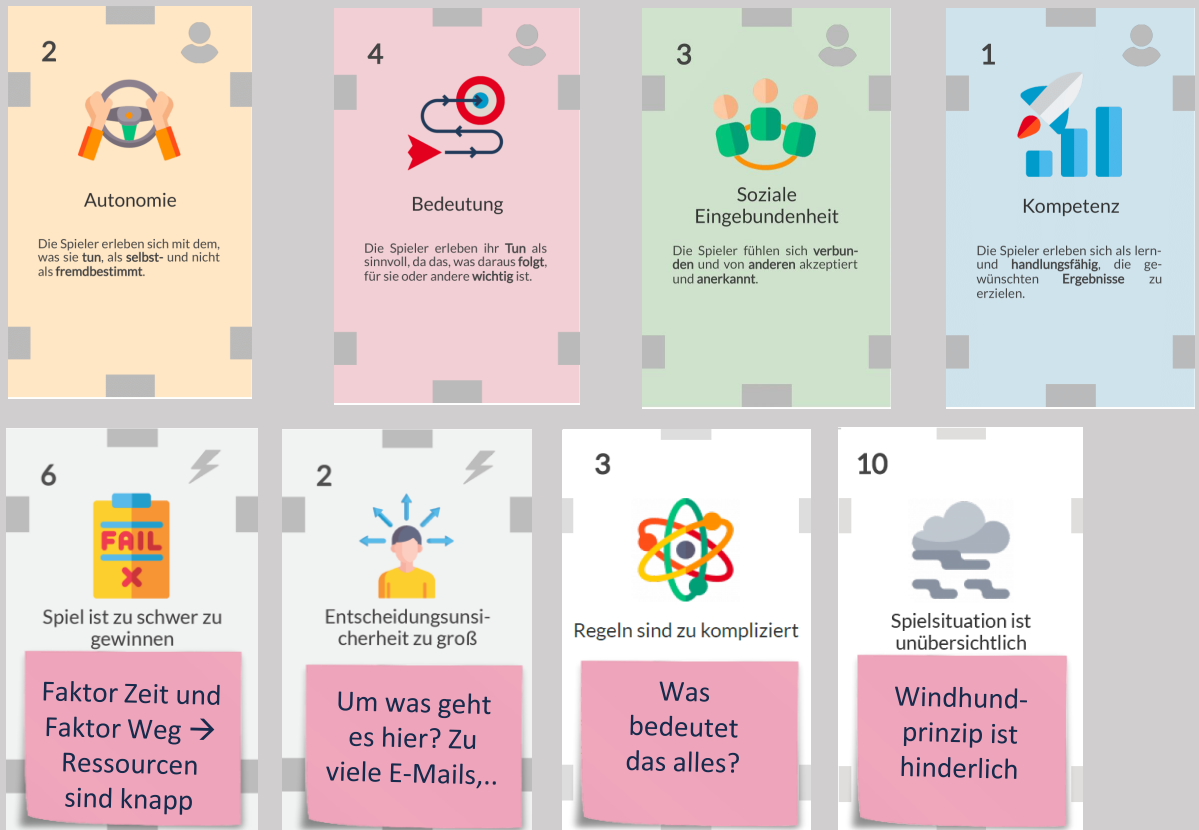 2
Autonomie
Die Spieler erleben sich mit dem,
was sie tun, als selbst- und nicht
als fremdbestimmt.
4
Bedeutung
Die Spieler erleben ihr Tun als
sinnvoll, da das, was daraus folgt,
für sie oder andere wichtig ist.
3
Soziale
Eingebundenheit
Die Spieler fühlen sich verbun-
den und von anderen akzeptiert
und anerkannt.
1
Kompetenz
Die Spieler erleben sich als lern-
und handlungsfähig, die ge-
wünschten Ergebnisse zu
erzielen.
6
FAIL
Spiel ist zu schwer zu
gewinnen
Faktor Zeit und
Faktor Weg →
Ressourcen
sind knapp
2
Entscheidungsunsi-
cherheit zu groß
Um was geht
es hier? Zu
viele E-Mails,..
3
Regeln sind zu kompliziert
Was
bedeutet
das alles?
10
Spielsituation ist
unübersichtlich
Windhund-
prinzip ist
hinderlich